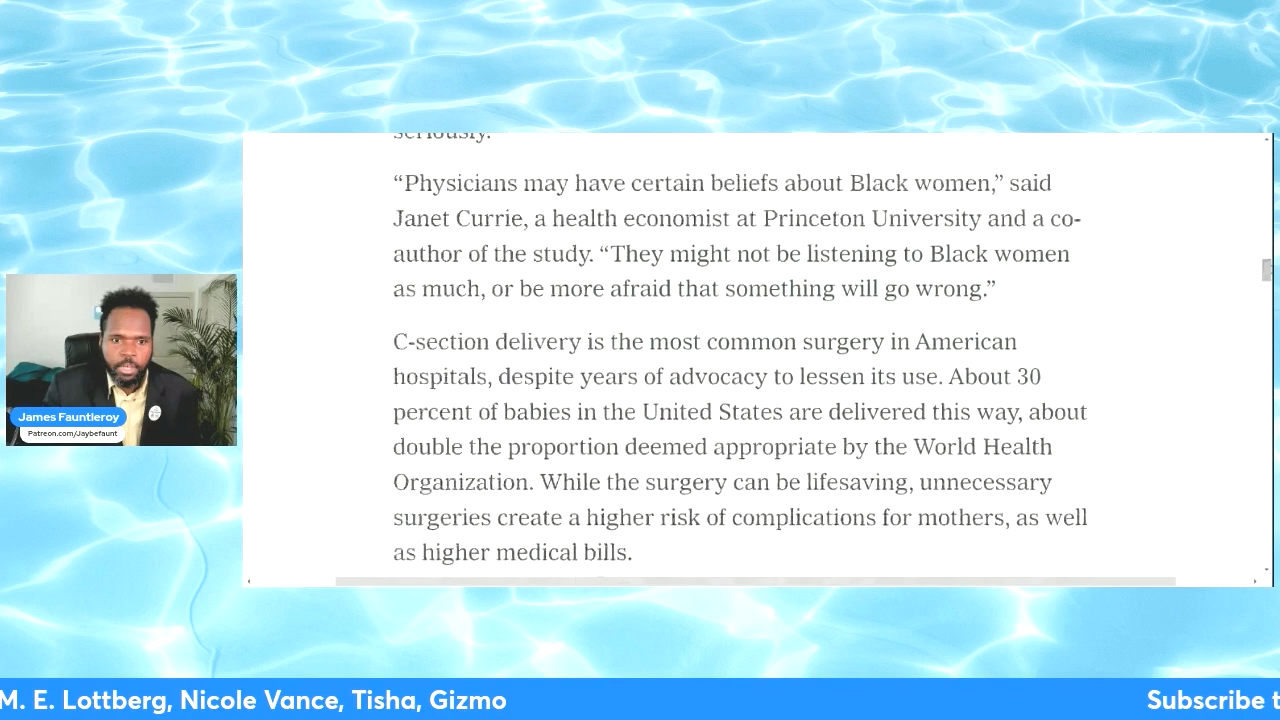 seriously.
“Physicians may have certain beliefs about Black women,” said
Janet Currie, a health economist at Princeton University and a co-
author of the study. “They might not be listening to Black women
as much, or be more afraid that something will go wrong.”
C-section delivery is the most common surgery in American
hospitals, despite years of advocacy to lessen its use. About 30
percent of babies in the United States are delivered this way, about
double the proportion deemed appropriate by the World Health
Organization. While the surgery can be lifesaving, unnecessary
surgeries create a higher risk of complications for mothers, as well
as higher medical bills.
James Fauntleroy
Patreon.com/Jaybefaunt
M. E. Lottberg, Nicole Vance, Tisha, Gizmo
Subscribe t